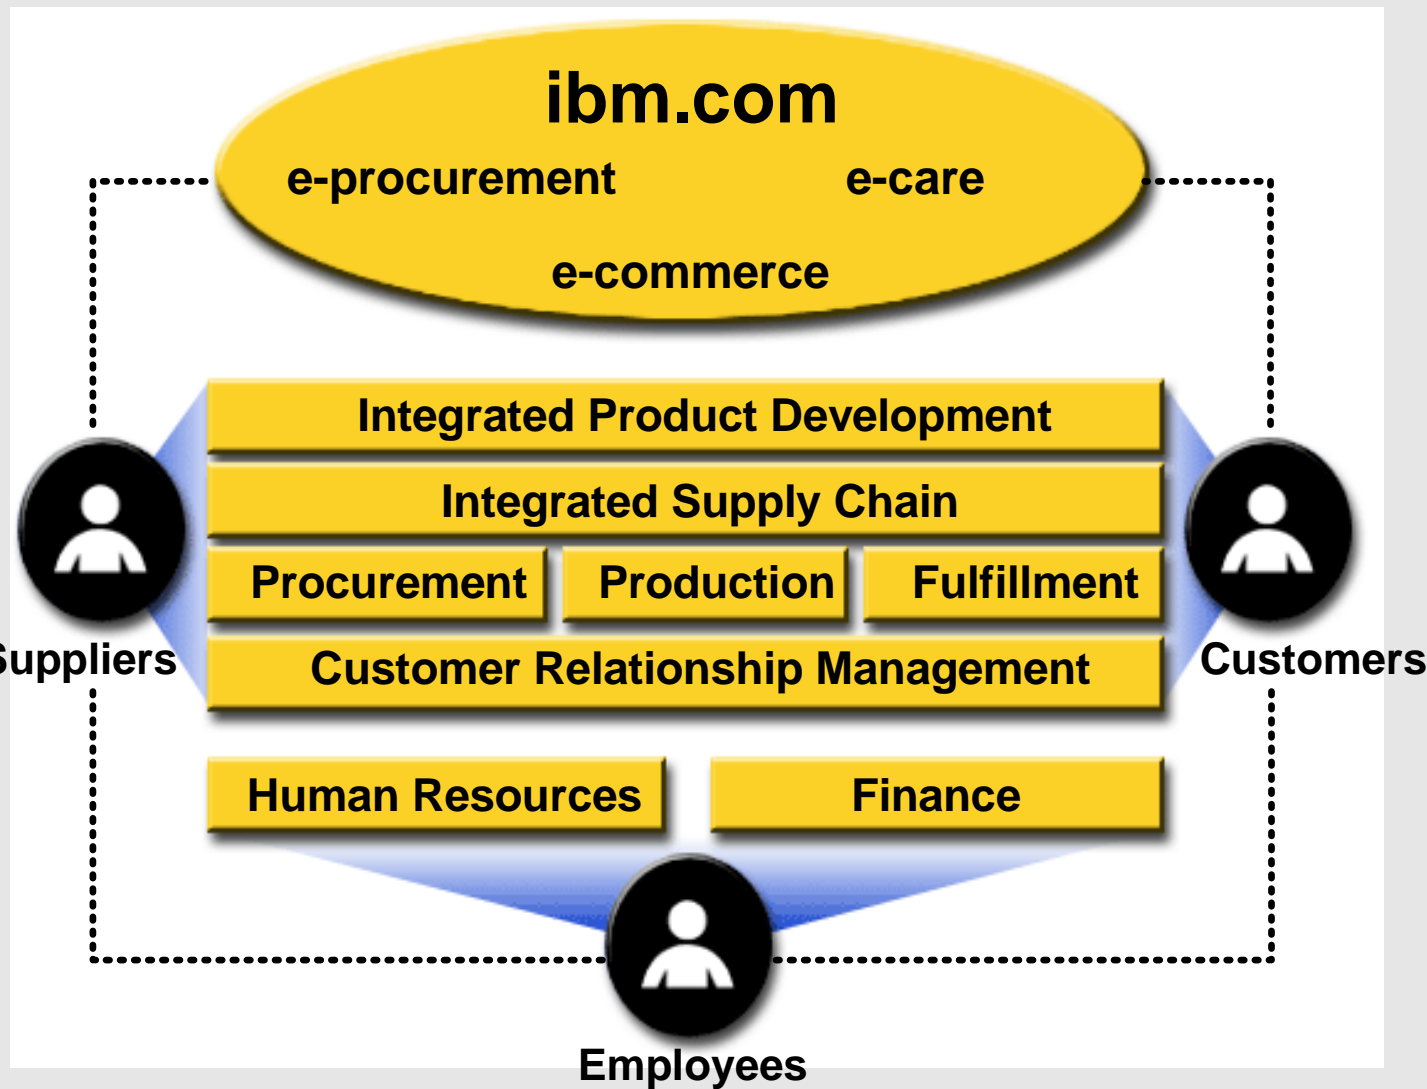 ibm.com
e-procurement e-care
e-commerce
Integrated Product Development
Integrated Supply Chain
Procurement Production Fulfillment
Suppliers Customer Relationship Management Customers
Human Resources Finance
Employees